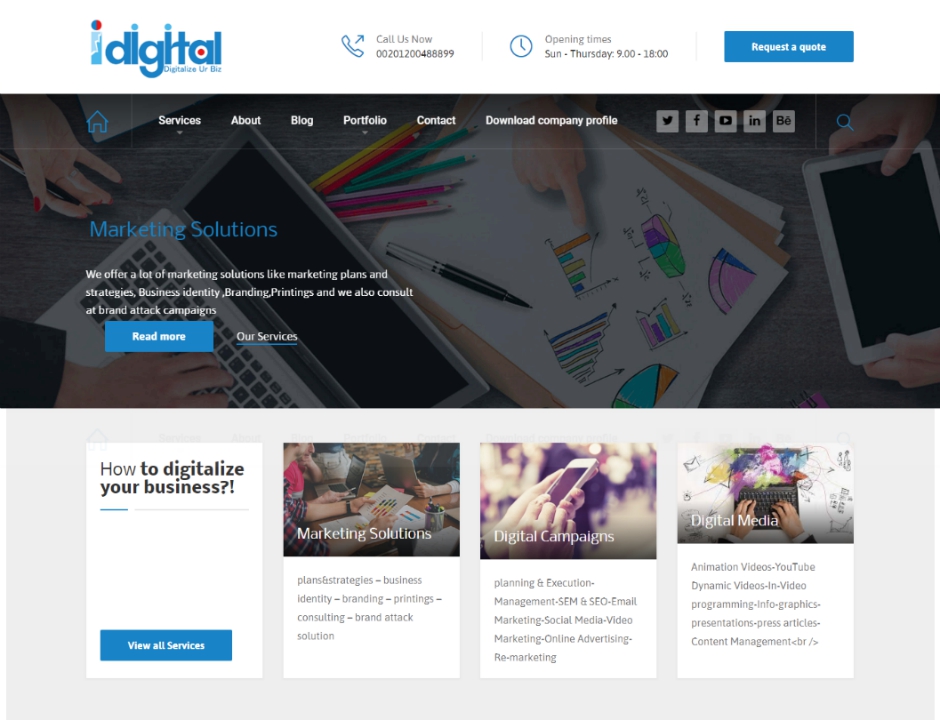 idigital
Digitalize Ur Biz
Call Us Now
00201200488899
Opening times
Sun - Thursday: 9.00 - 18:00
Request a quote
Services
About
Blog
Portfolio
Contact
Download company profile
Bē
Marketing Solutions
We offer a lot of marketing solutions like marketing plans and
strategies, Business identity ,Branding,Printings and we also consult
at brand attack campaigns
Read more
Our Services
How to digitalize
your business?!
View all Services
Marketing Solutions
plans&strategies – business
identity – branding – printings –
consulting – brand attack
solution
Digital Campaigns
planning & Execution-
Management-SEM & SEO-Email
Marketing-Social Media-Video
Marketing-Online Advertising-
Re-marketing
Digital Media
Animation Videos-YouTube
Dynamic Videos-In-Video
programming-Info-graphics-
presentations-press articles-
Content Management<br />